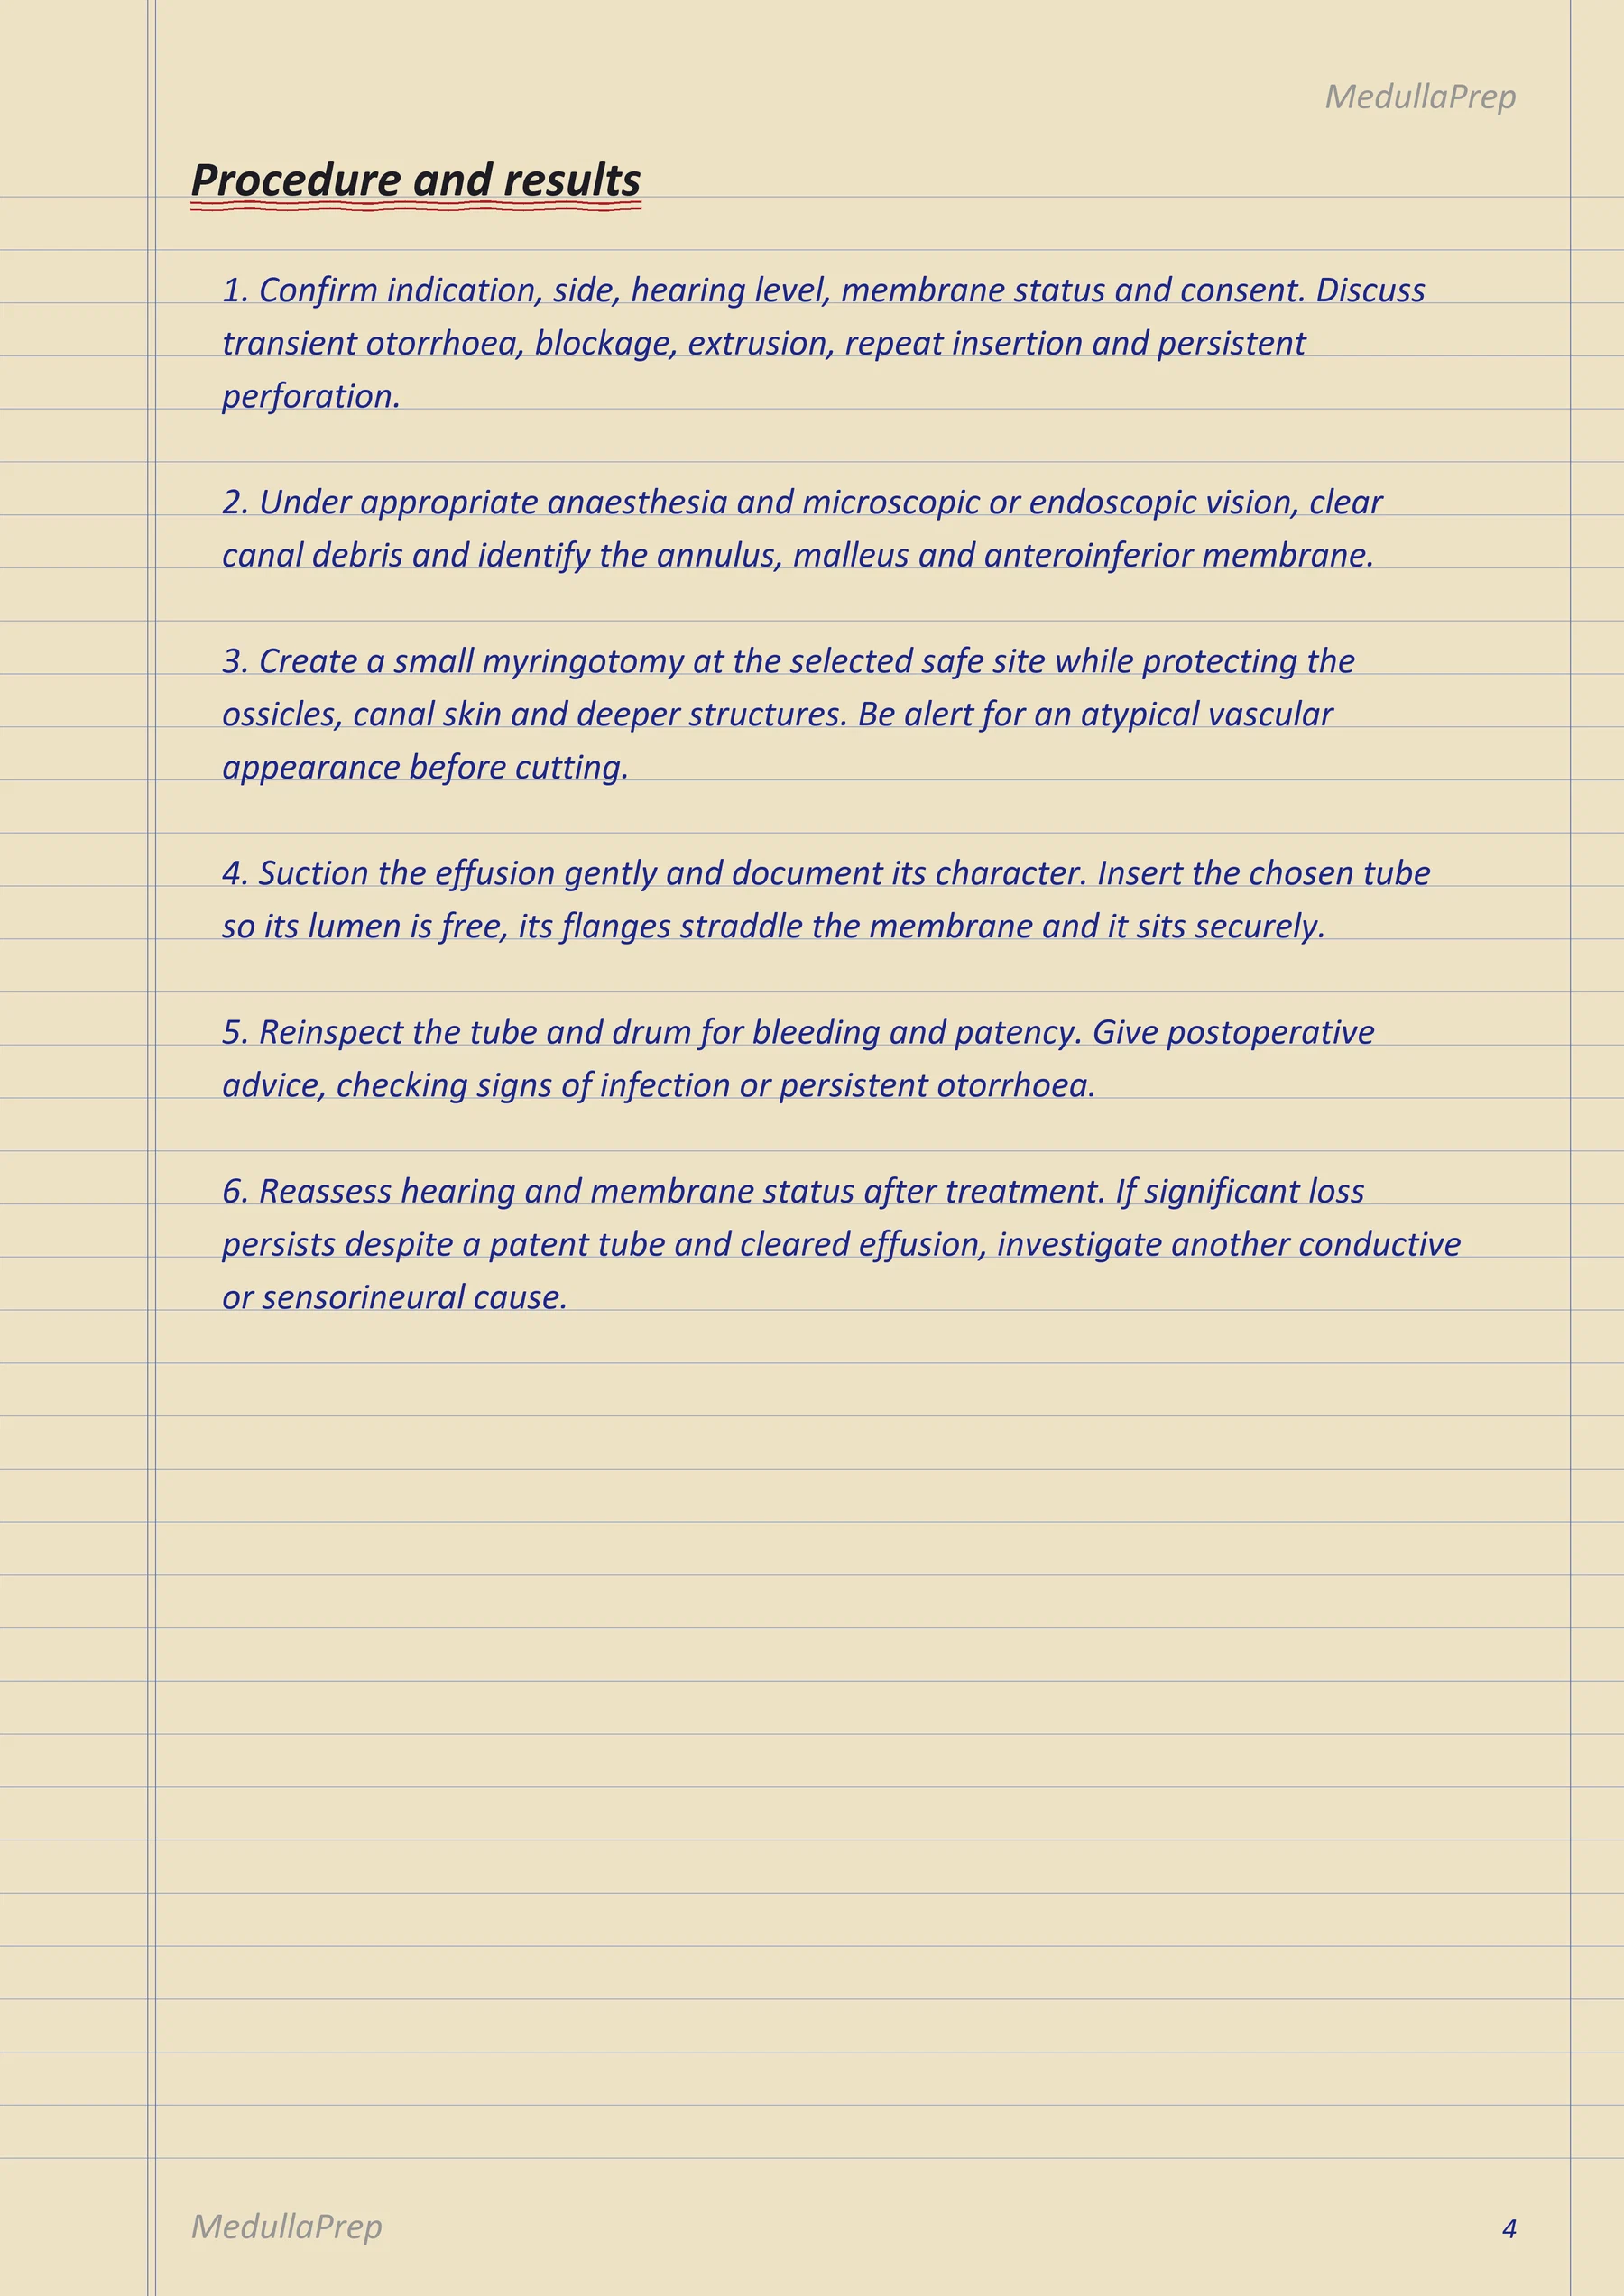 MedullaPrep
Procedure and results
1. Confirm indication, side, hearing level, membrane status and consent. Discuss
transient otorrhoea, blockage, extrusion, repeat insertion and persistent
perforation.
2. Under appropriate anaesthesia and microscopic or endoscopic vision, clear
canal debris and identify the annulus, malleus and anteroinferior membrane.
3. Create a small myringotomy at the selected safe site while protecting the
ossicles, canal skin and deeper structures. Be alert for an atypical vascular
appearance before cutting.
4. Suction the effusion gently and document its character. Insert the chosen tube
so its lumen is free, its flanges straddle the membrane and it sits securely.
5. Reinspect the tube and drum for bleeding and patency. Give postoperative
advice, checking signs of infection or persistent otorrhoea.
6. Reassess hearing and membrane status after treatment. If significant loss
persists despite a patent tube and cleared effusion, investigate another conductive
or sensorineural cause.
MedullaPrep
4